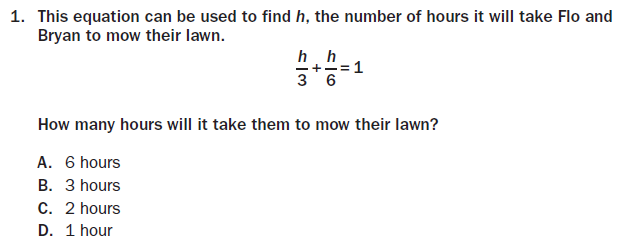 1. This equation can be used to find h, the number of hours it will take Flo and
Bryan to mow their lawn.
h/3 + h/6 = 1
How many hours will it take them to mow their lawn?
A. 6 hours
B. 3 hours
C. 2 hours
D. 1 hour